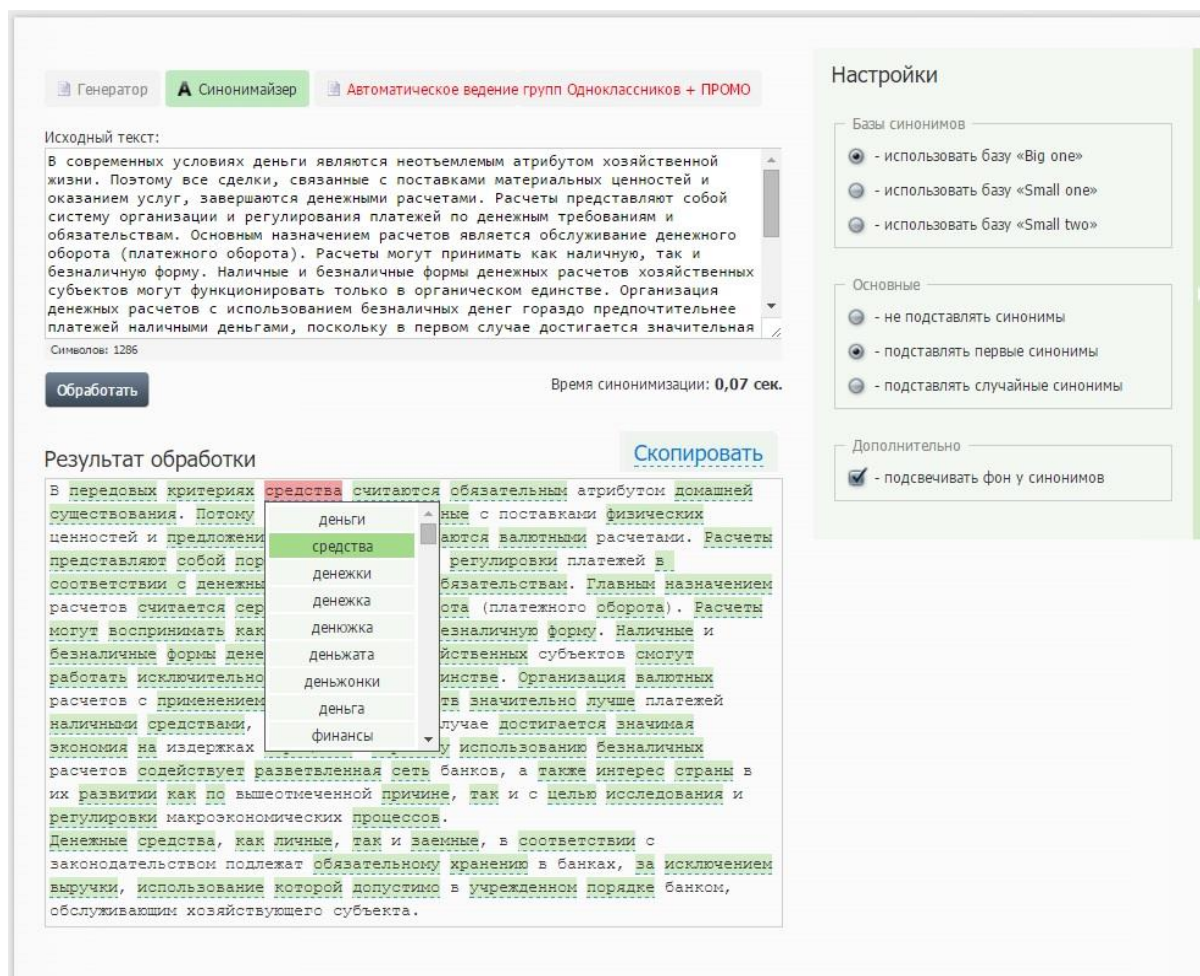 Генератор
А Синонимайзер
Автоматическое ведение групп Одноклассников + ПРОМО
Исходный текст:
В современных условиях деньги являются неотъемлемым атрибутом хозяйственной
жизни. Поэтому все сделки, связанные с поставками материальных ценностей и
оказанием услуг, завершаются денежными расчетами. Расчеты представляют собой
систему организации и регулирования платежей по денежным требованиям и
обязательствам. Основным назначением расчетов является обслуживание денежного
оборота (платежного оборота). Расчеты могут принимать как наличную, так и
безналичную форму. Наличные и безналичные формы денежных расчетов хозяйственных
субъектов могут функционировать только в органическом единстве. Организация
денежных расчетов с использованием безналичных денег гораздо предпочтительнее
платежей наличными деньгами, поскольку в первом случае достигается значительная
Символов: 1286
Обработать
Время синонимизации: 0,07 сек.
Результат обработки
Скопировать
В передовых критериях средства считаются обязательным атрибутом домашней
существования. Потому ные с поставками физических
ценностей и предложени аются валютными расчетами. Расчеты
представляют собой пор регулировки платежей в
соответствии с денежны бязательствам. Главным назначением
расчетов считается сер ота (платежного оборота). Расчеты
могут воспринимать как езналичную форму. Наличные и
безналичные формы дене йственных субъектов смогут
работать исключительно инстве. Организация валютных
расчетов с применением тв значительно лучше платежей
наличными средствами, лучае достигается значимая
экономия на издержках у использованию безналичных
расчетов содействует разветвленная сеть банков, а также интерес страны в
их развитии как по вышеотмеченной причине, так и с целью исследования и
регулировки макроэкономических процессов.
Денежные средства, как личные, так и заемные, в соответствии с
законодательством подлежат обязательному хранению в банках, за исключением
выручки, использование которой допустимо в учрежденном порядке банком,
обслуживающим хозяйствующего субъекта.
деньги
средства
денежки
денежка
денюжка
деньжата
деньжонки
деньга
финансы
Настройки
Базы синонимов
- использовать базу «Big one»
- использовать базу «Small one»
- использовать базу «Small two»
Основные
- не подставлять синонимы
- подставлять первые синонимы
- подставлять случайные синонимы
Дополнительно
- подсвечивать фон у синонимов